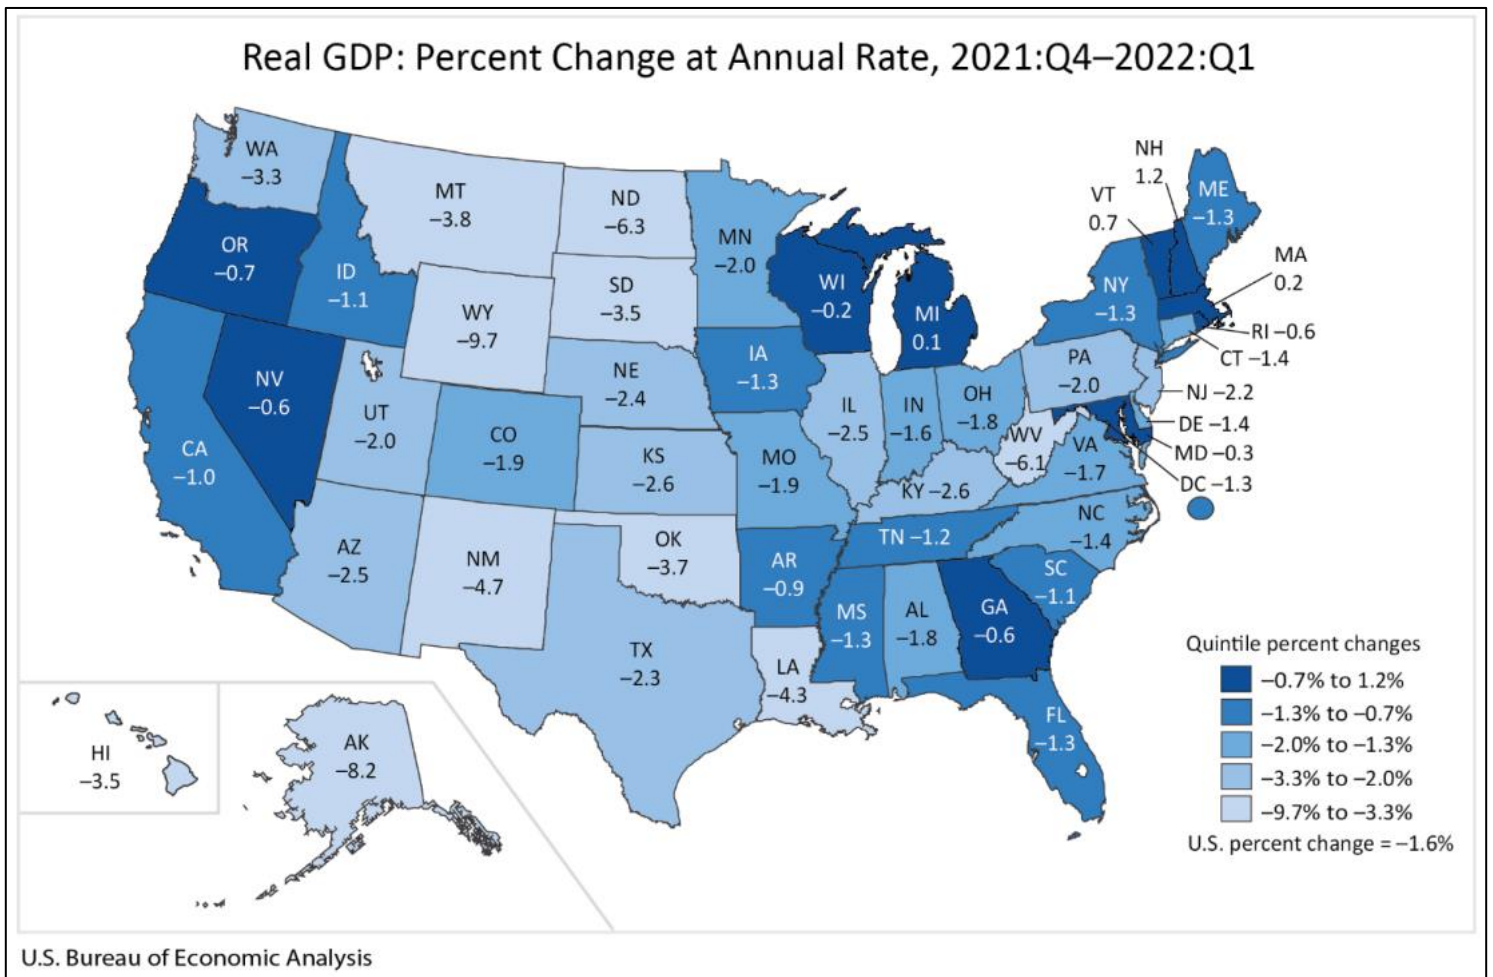 Real GDP: Percent Change at Annual Rate, 2021:Q4–2022:Q1
WA
–3.3
OR
–0.7
CA
–1.0
NV
–0.6
ID
–1.1
MT
–3.8
WY
–9.7
UT
–2.0
CO
–1.9
AZ
–2.5
NM
–4.7
ND
–6.3
SD
–3.5
NE
–2.4
KS
–2.6
OK
–3.7
TX
–2.3
MN
–2.0
IA
–1.3
MO
–1.9
AR
–0.9
LA
–4.3
WI
–0.2
MI
0.1
IL
–2.5
IN
–1.6
OH
–1.8
KY –2.6
TN –1.2
MS
–1.3
AL
–1.8
GA
–0.6
FL
–1.3
SC
–1.1
NC
–1.4
VA
–1.7
WV
–6.1
PA
–2.0
NY
–1.3
VT
0.7
NH
1.2
ME
–1.3
MA
0.2
RI –0.6
CT –1.4
NJ –2.2
DE –1.4
MD –0.3
DC –1.3
HI
–3.5
AK
–8.2
Quintile percent changes
–0.7% to 1.2%
–1.3% to –0.7%
–2.0% to –1.3%
–3.3% to –2.0%
–9.7% to –3.3%
U.S. percent change = –1.6%
U.S. Bureau of Economic Analysis